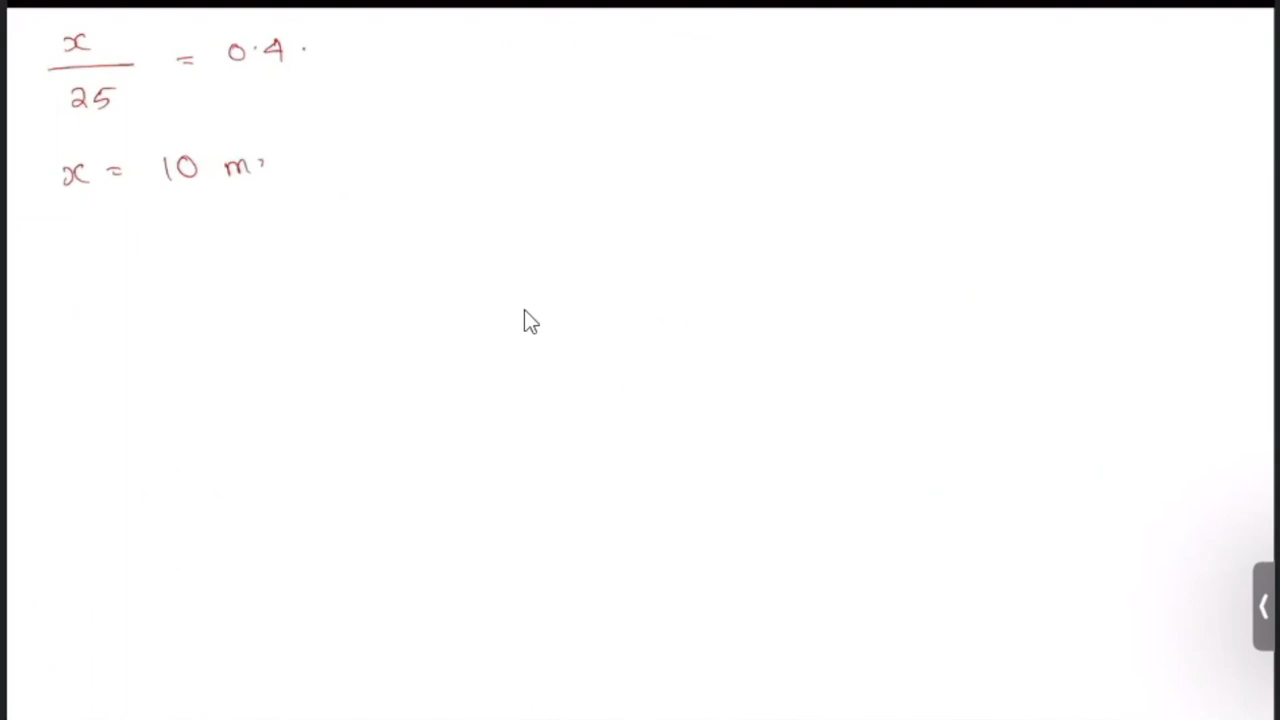 x/25 = 0.4.
x = 10 m.